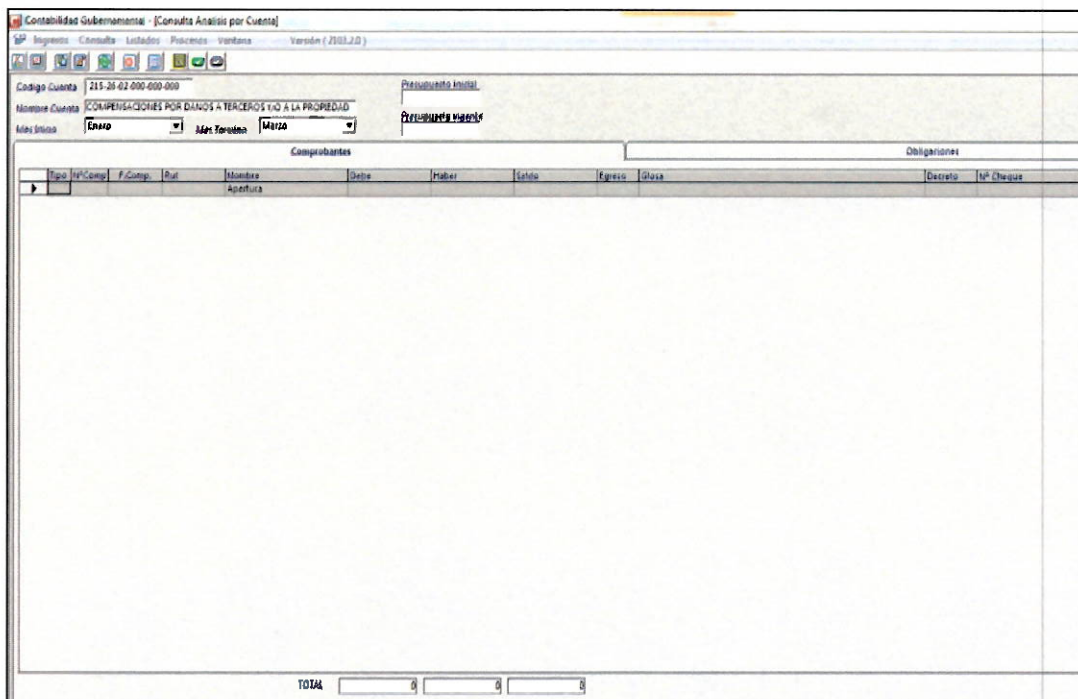 Contabilidad Gubernamental - [Consulta Analisis por Cuenta]
Ingresos Consulta Listados Procesos Ventana Versión ( 2103.2.0 )
Codigo Cuenta 215-26-02-000-000-000 Presupuesto Inicial
Nombre Cuenta COMPENSACIONES POR DAÑOS A TERCEROS Y/O A LA PROPIEDAD Presupuesto Vigente
Mes Inicio Enero Mes Termino Marzo
Comprobantes Obligaciones
Tipo NºComp F.Comp. Rut Nombre Debe Haber Saldo Egreso Glosa Decreto Nº Cheque
Apertura
TOTAL 0 0 0